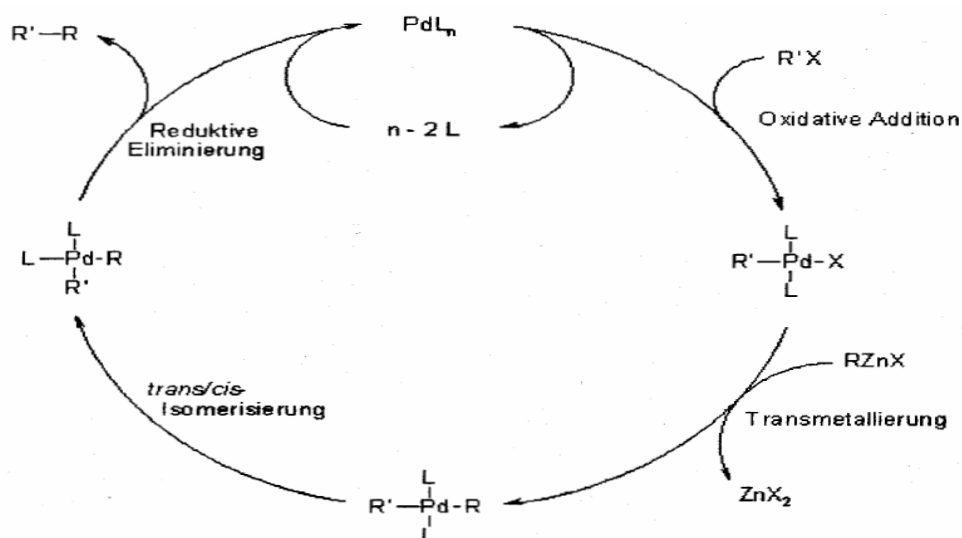 R'—R
PdLₙ
R'X
Oxidative Addition
n - 2 L
Reduktive
Eliminierung
L
L—Pd-R
R'
L
R'—Pd-X
L
trans/cis-
Isomerisierung
RZnX
Transmetallierung
ZnX₂
L
R'—Pd-R
L